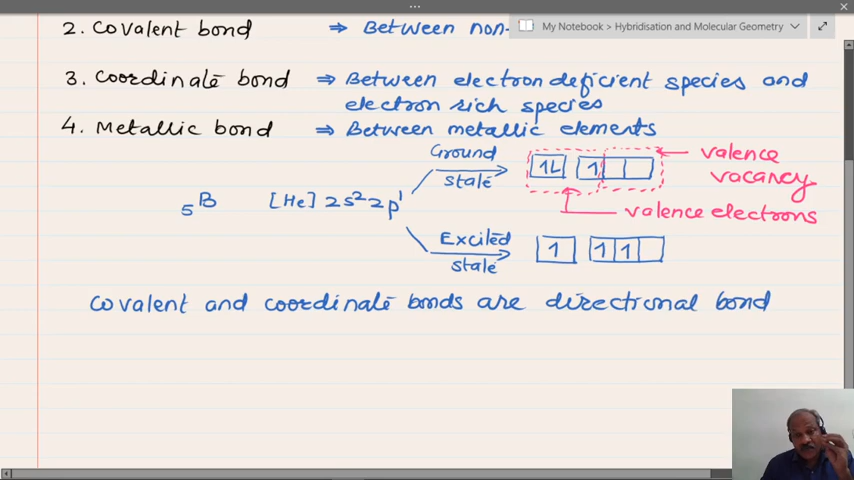 2. Covalent bond ⇒ Between non-
My Notebook > Hybridisation and Molecular Geometry
3. Coordinate bond ⇒ Between electron deficient species and
electron rich species
4. Metallic bond ⇒ Between metallic elements
Ground
state
1L 1
valence
vacancy
valence electrons
₅B [He] 2s² 2p¹
Excited
state
1 1 1
covalent and coordinate bonds are directional bond